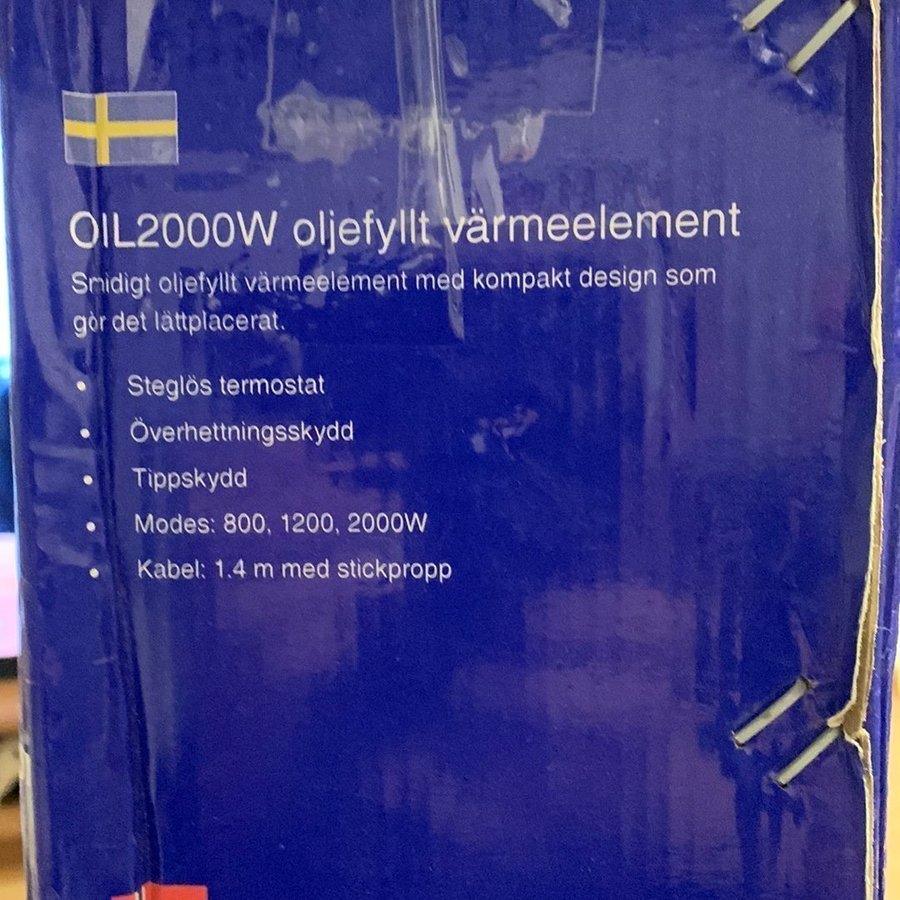 OIL2000W oljefyllt värmeelement
Smidigt oljefyllt värmeelement med kompakt design som
gör det lättplacerat.
• Steglös termostat
• Överhettningsskydd
• Tippskydd
• Modes: 800, 1200, 2000W
• Kabel: 1.4 m med stickpropp